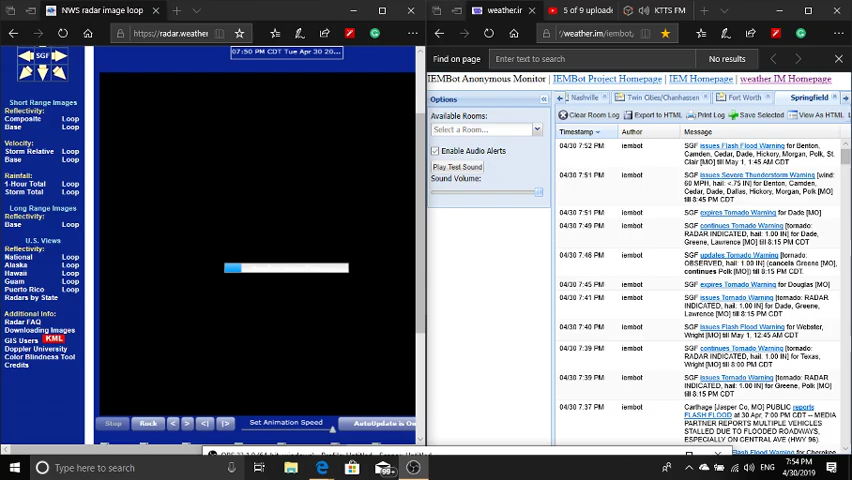 NWS radar image loop
https://radar.weather
SGF
07:50 PM CDT Tue Apr 30 20...
Short Range Images
Reflectivity:
Composite Loop
Base Loop
Velocity:
Storm Relative Loop
Base Loop
Rainfall:
1-Hour Total Loop
Storm Total Loop
Long Range Images
Reflectivity:
Base Loop
U.S. Views
Reflectivity:
National Loop
Alaska Loop
Hawaii Loop
Guam Loop
Puerto Rico Loop
Radars by State
Additional Info:
Radar FAQ
Downloading Images
GIS Users KML
Doppler University
Color Blindness Tool
Credits
Stop Rock < > <| |> Set Animation Speed AutoUpdate is On
weather.im
5 of 9 uploade
KTTS FM
/weather.im/iembot,
Find on page Enter text to search No results
IEMBot Anonymous Monitor | IEMBot Project Homepage | IEM Homepage | weather.IM Homepage
Options
Available Rooms:
Select a Room...
Enable Audio Alerts
Play Test Sound
Sound Volume:
Nashville Twin Cities/Chanhassen Fort Worth Springfield
Clear Room Log Export to HTML Print Log Save Selected View As HTML
Timestamp Author Message
04/30 7:52 PM iembot SGF issues Flash Flood Warning for Benton,
Camden, Cedar, Dade, Hickory, Morgan, Polk, St.
Clair [MO] till May 1, 1:45 AM CDT
04/30 7:51 PM iembot SGF issues Severe Thunderstorm Warning [wind:
60 MPH, hail: <.75 IN] for Benton, Camden,
Cedar, Dade, Dallas, Hickory, Morgan, Polk [MO]
till 8:45 PM CDT
04/30 7:51 PM iembot SGF expires Tornado Warning for Dade [MO]
04/30 7:49 PM iembot SGF continues Tornado Warning [tornado:
RADAR INDICATED, hail: 1.00 IN] for Dade,
Greene, Lawrence [MO] till 8:15 PM CDT
04/30 7:46 PM iembot SGF updates Tornado Warning [tornado:
OBSERVED, hail: 1.00 IN] (cancels Greene [MO],
continues Polk [MO]) till 8:15 PM CDT.
04/30 7:45 PM iembot SGF expires Tornado Warning for Douglas [MO]
04/30 7:41 PM iembot SGF issues Tornado Warning [tornado:
RADAR INDICATED, hail: 1.00 IN] for Dade, Greene,
Lawrence [MO] till 8:15 PM CDT
04/30 7:40 PM iembot SGF issues Flash Flood Warning for Webster,
Wright [MO] till May 1, 12:45 AM CDT
04/30 7:39 PM iembot SGF continues Tornado Warning [tornado:
RADAR INDICATED, hail: 1.00 IN] for Texas,
Wright [MO] till 8:00 PM CDT
04/30 7:39 PM iembot SGF issues Tornado Warning [tornado:
RADAR INDICATED, hail: 1.00 IN] for Greene, Polk
[MO] till 8:15 PM CDT
04/30 7:37 PM iembot Carthage [Jasper Co, MO] PUBLIC reports
FLASH FLOOD at 30 Apr, 7:00 PM CDT -- MEDIA
PARTNER REPORTS MULTIPLE VEHICLES
STALLED DUE TO FLOODED ROADWAYS,
ESPECIALLY ON CENTRAL AVE (HWY 96).
Type here to search
99+
ENG
7:54 PM
4/30/2019